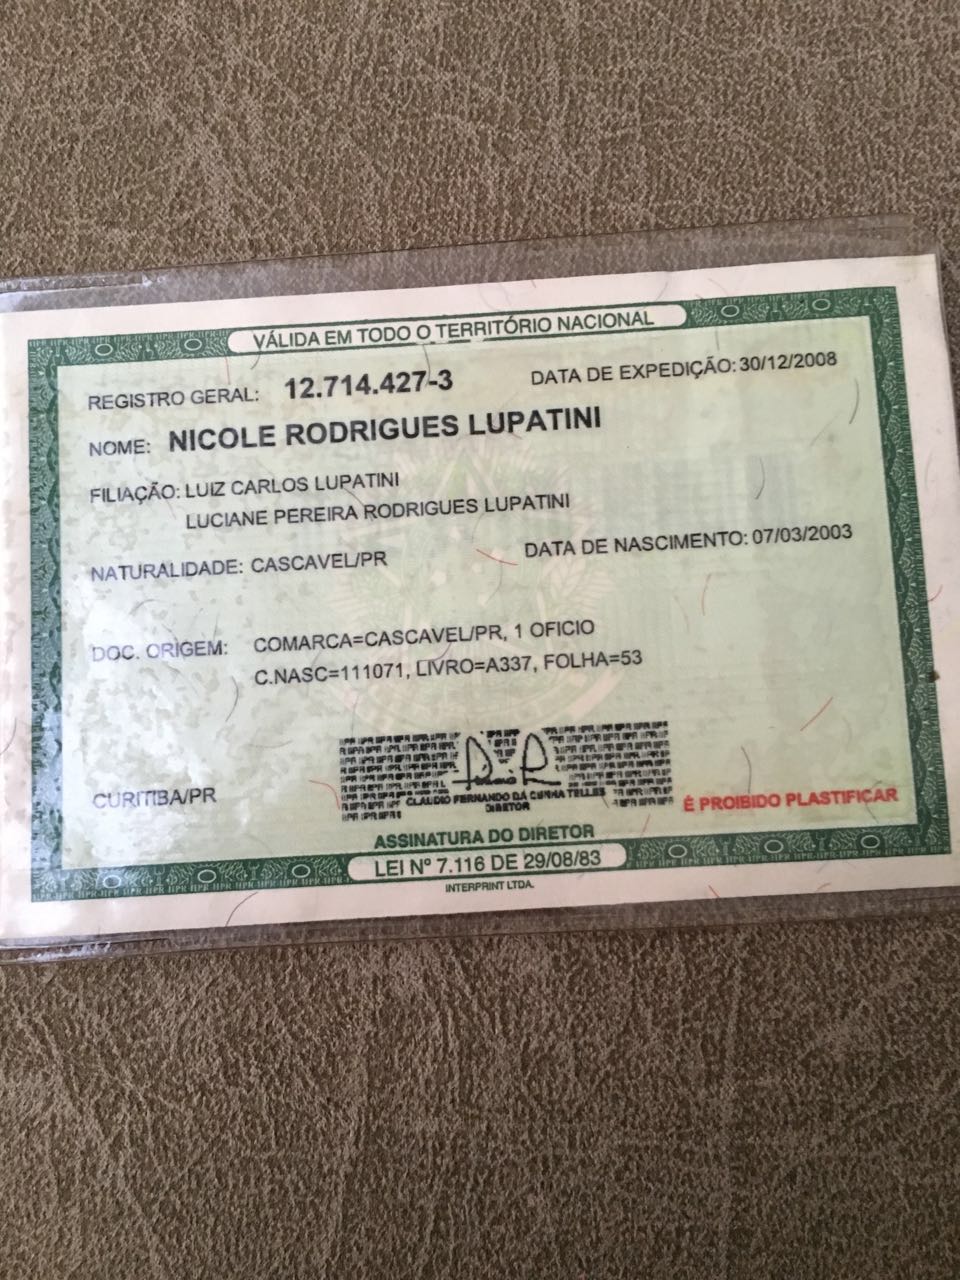 VÁLIDA EM TODO O TERRITÓRIO NACIONAL
REGISTRO GERAL: 12.714.427-3 DATA DE EXPEDIÇÃO: 30/12/2008
NOME: NICOLE RODRIGUES LUPATINI
FILIAÇÃO: LUIZ CARLOS LUPATINI
LUCIANE PEREIRA RODRIGUES LUPATINI
NATURALIDADE: CASCAVEL/PR DATA DE NASCIMENTO: 07/03/2003
DOC. ORIGEM: COMARCA=CASCAVEL/PR, 1 OFICIO
C.NASC=111071, LIVRO=A337, FOLHA=53
CURITIBA/PR
CLAUDIO FERNANDO DA CUNHA TELLES
DIRETOR
É PROIBIDO PLASTIFICAR
ASSINATURA DO DIRETOR
LEI Nº 7.116 DE 29/08/83
INTERPRINT LTDA.